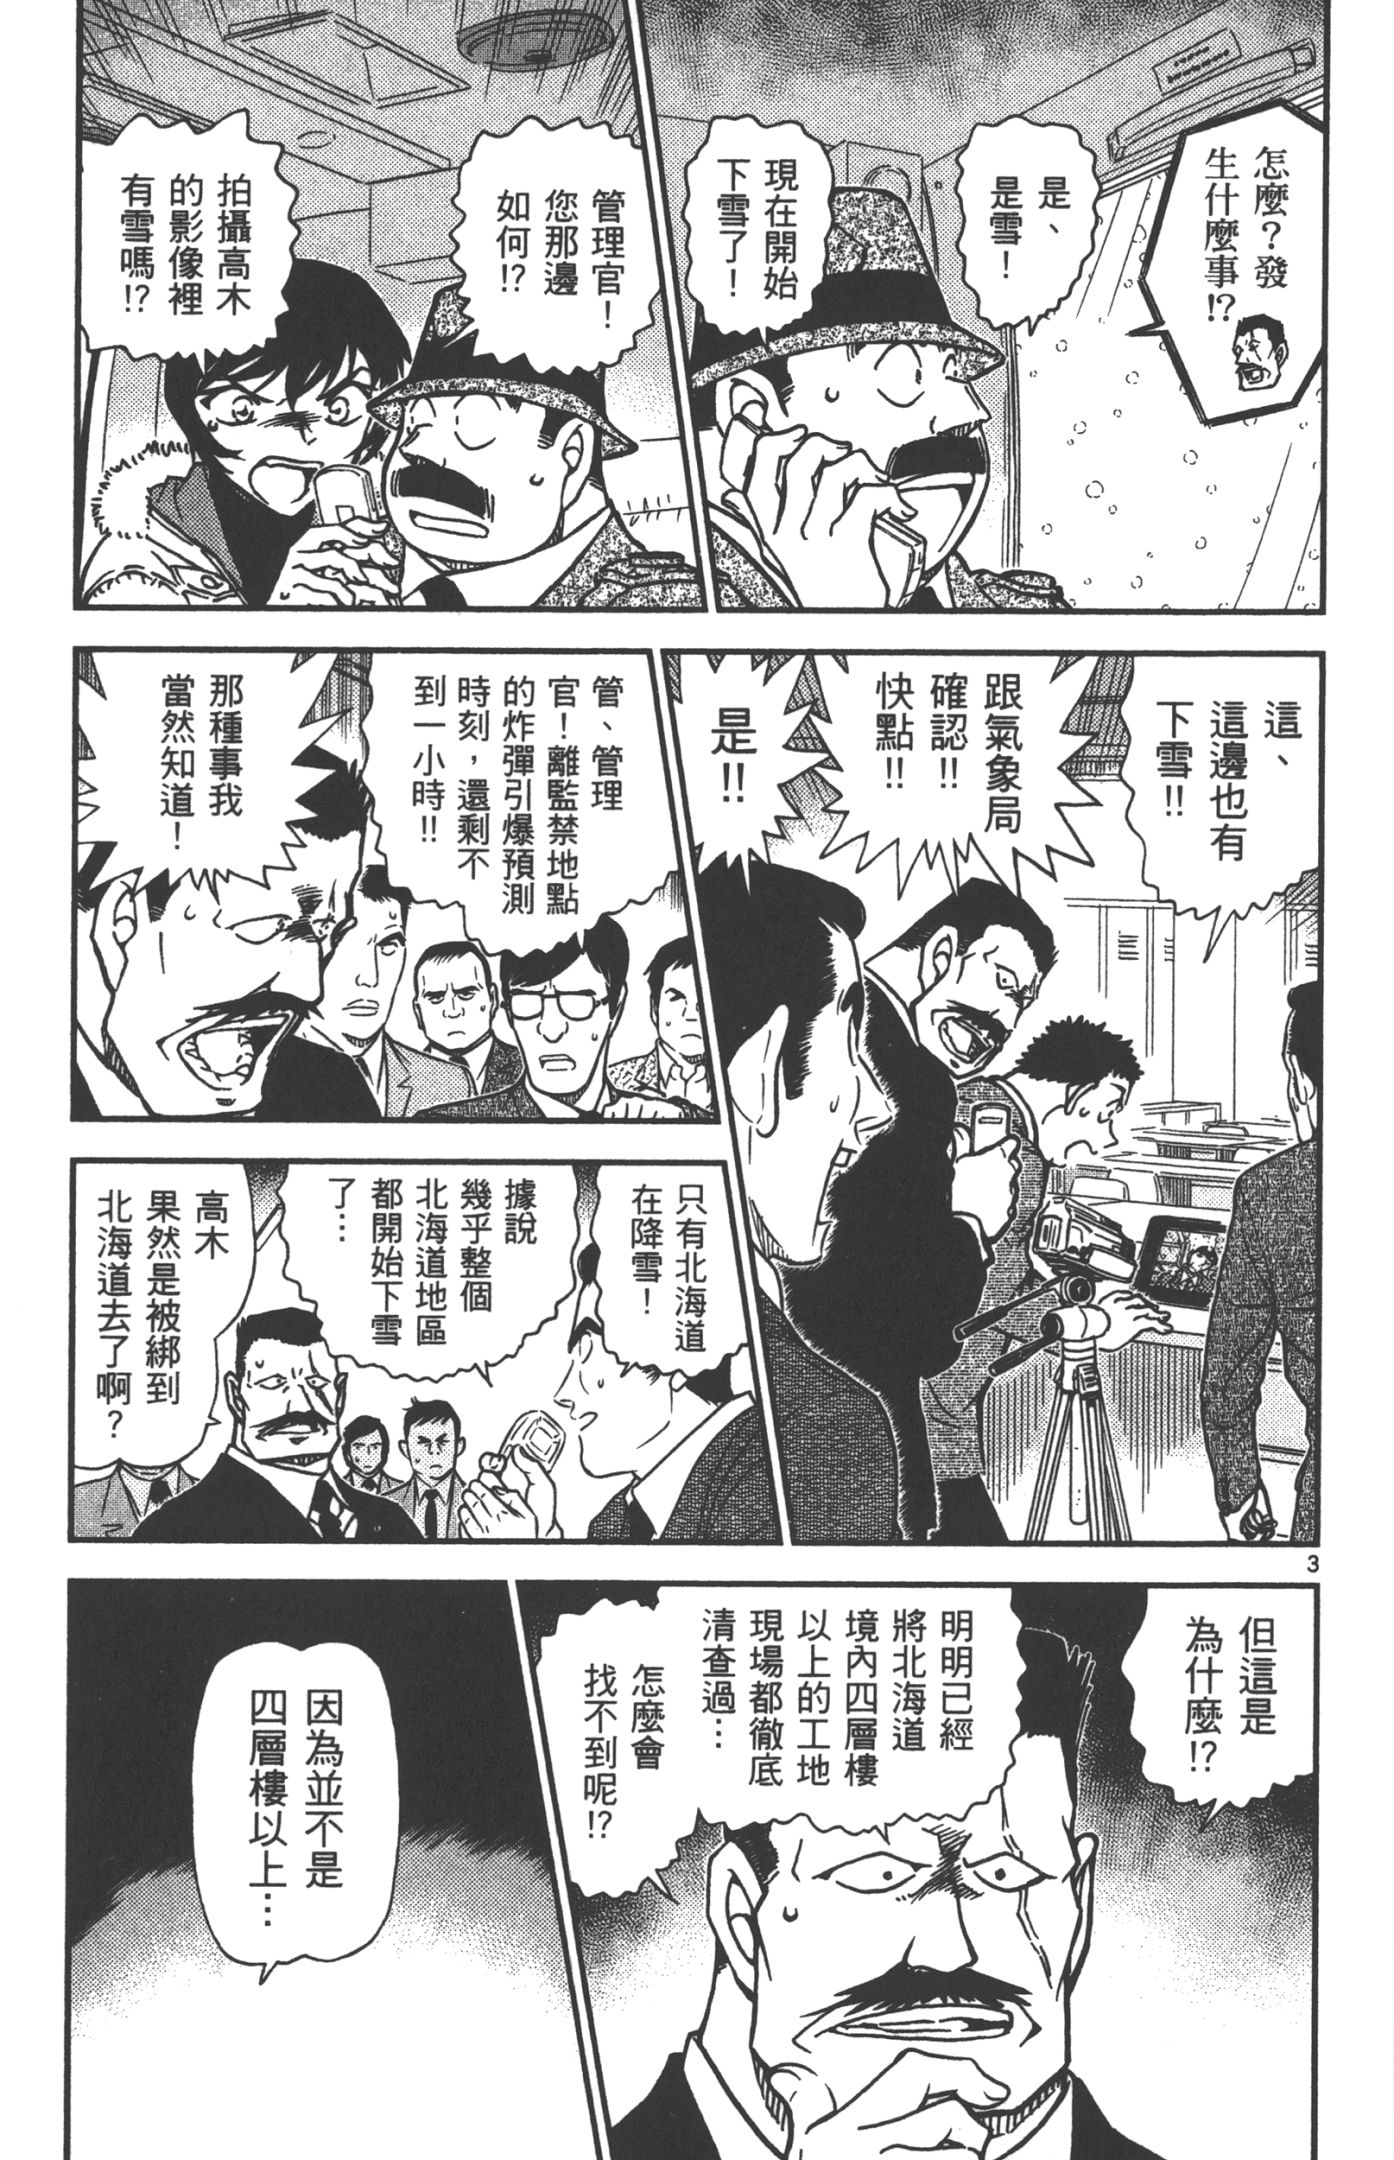 怎麼？發
生什麼事!?
是、
是雪！
現在開始
下雪了！
管理官！
您那邊
如何!?
拍攝高木
的影像裡
有雪嗎!?
這、
這邊也有
下雪!!
跟氣象局
確認!!
快點!!
是!!
管、管理
官！離監禁地點
的炸彈引爆預測
時刻，還剩不
到一小時!!
那種事我
當然知道！
只有北海道
在降雪！
據說
幾乎整個
北海道地區
都開始下雪
了…
高木
果然是被綁到
北海道去了啊？
3
但這是
為什麼!?
明明已經
將北海道
境內四層樓
以上的工地
現場都徹底
清查過…
怎麼會
找不到呢!?
因為並不是
四層樓以上…